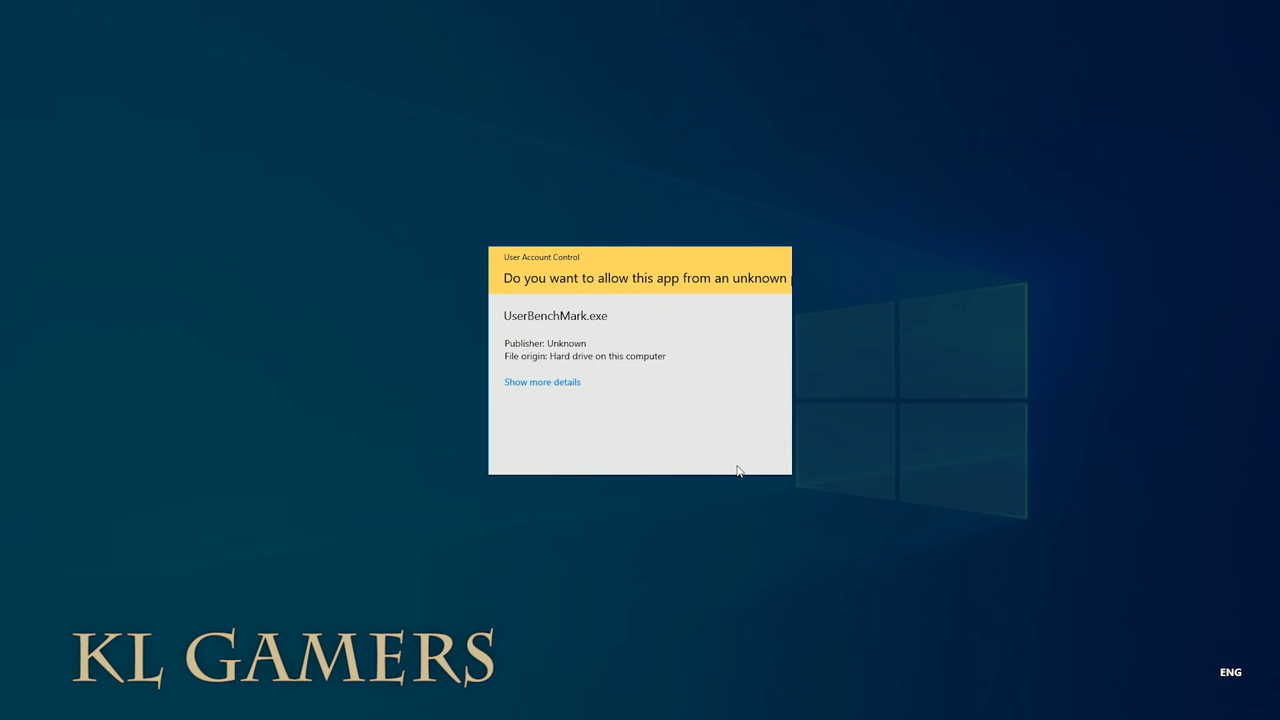 User Account Control
Do you want to allow this app from an unknown
UserBenchMark.exe
Publisher: Unknown
File origin: Hard drive on this computer
Show more details
KL GAMERS
ENG